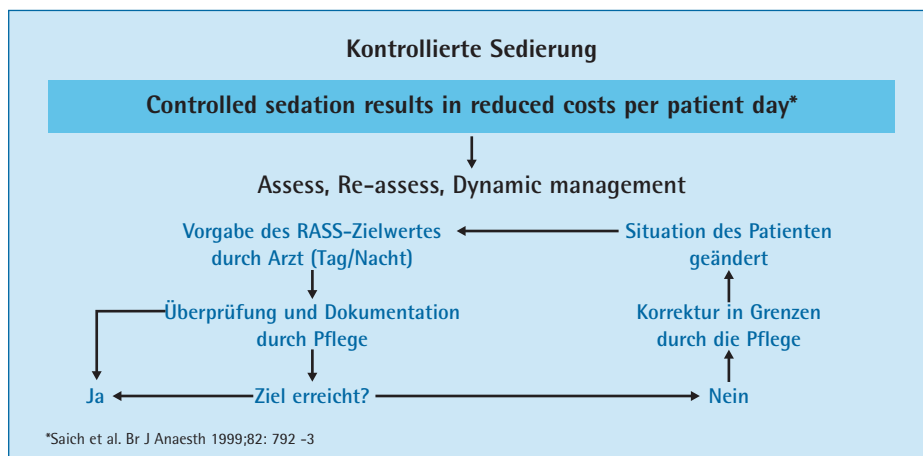 Kontrollierte Sedierung
Controlled sedation results in reduced costs per patient day*
Assess, Re-assess, Dynamic management
Vorgabe des RASS-Zielwertes
durch Arzt (Tag/Nacht)
Situation des Patienten
geändert
Überprüfung und Dokumentation
durch Pflege
Korrektur in Grenzen
durch die Pflege
Ja
Ziel erreicht?
Nein
*Saich et al. Br J Anaesth 1999;82: 792 -3